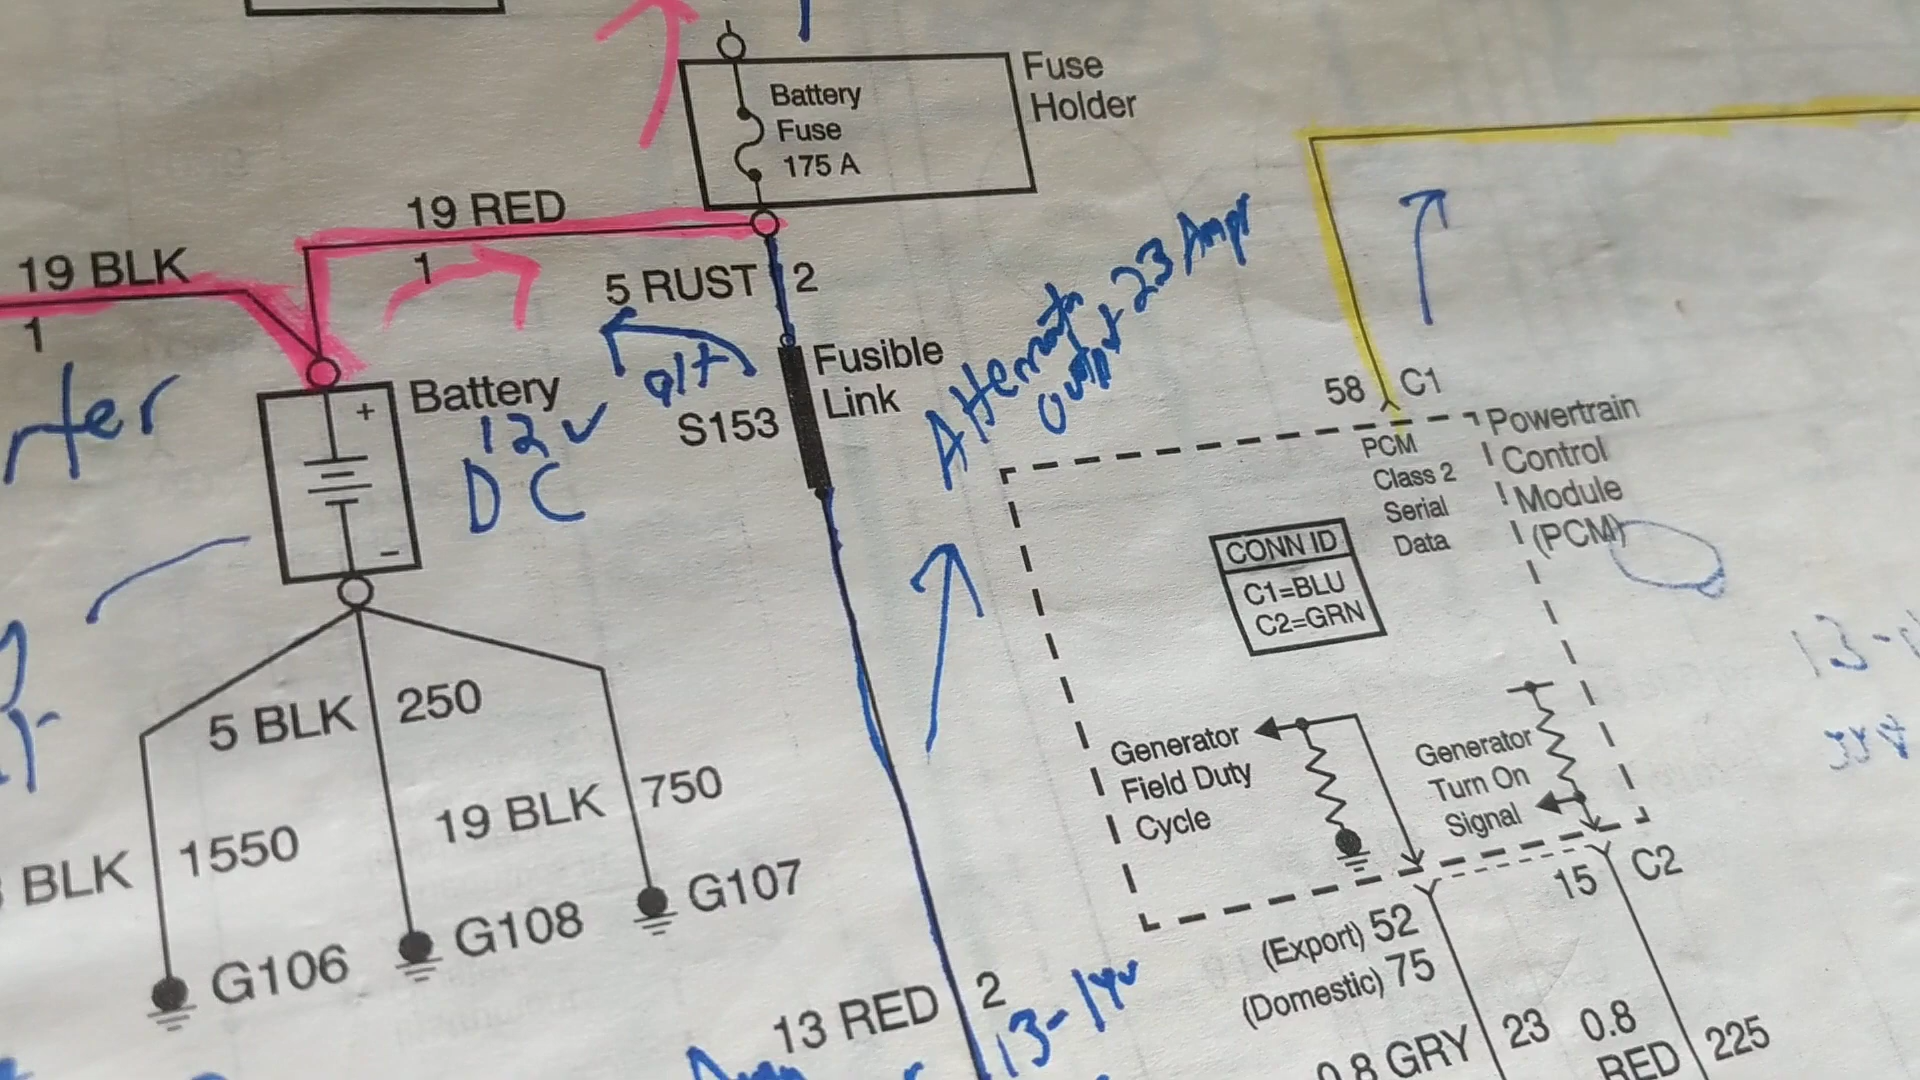 Fuse
Holder
Battery
Fuse
175 A
19 RED
1
19 BLK
1
5 RUST
2
alt
Fusible
Link
S153
Battery
12v
DC
+
-
Alternator
output 23 Amps
58
C1
PCM
Class 2
Serial
Data
Powertrain
Control
Module
(PCM)
CONN ID
C1=BLU
C2=GRN
5 BLK
250
19 BLK
750
BLK
1550
G106
G108
G107
Generator
Field Duty
Cycle
Generator
Turn On
Signal
15
C2
(Export) 52
(Domestic) 75
13 RED
2
13-14v
0.8 GRY
23
0.8
RED
225